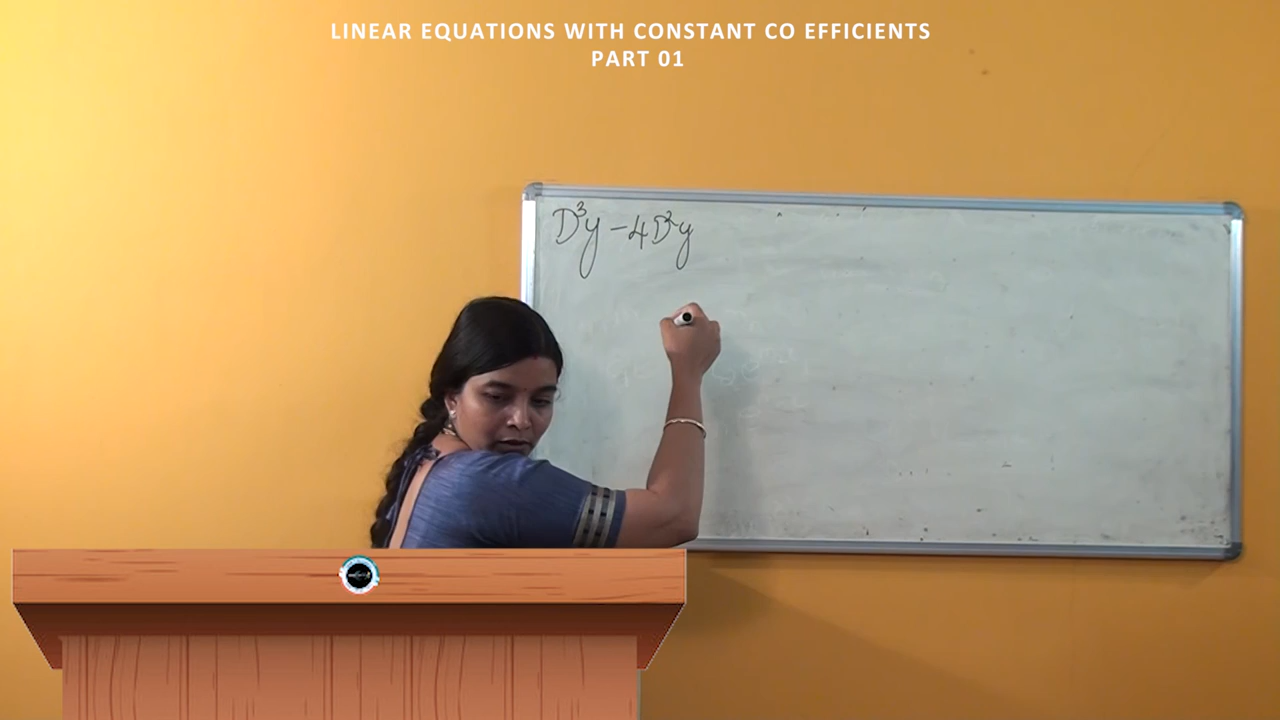 LINEAR EQUATIONS WITH CONSTANT CO EFFICIENTS
PART 01
D³y - 4D²y